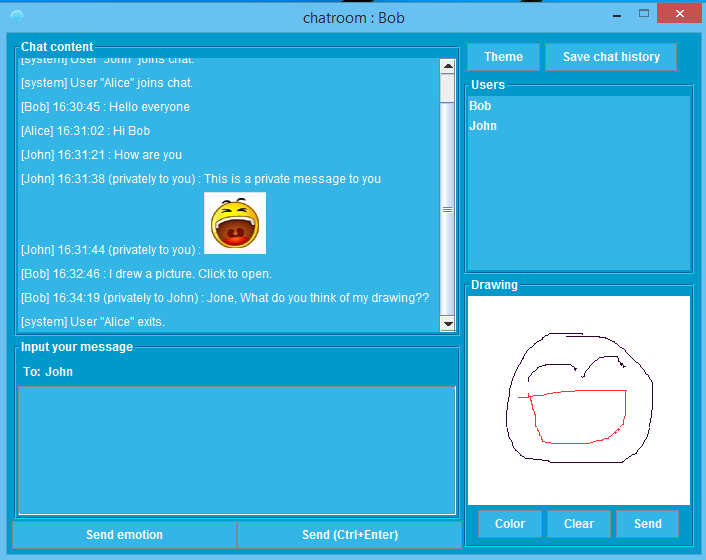 chatroom : Bob
Chat content
[system] User "John" joins chat.
[system] User "Alice" joins chat.
[Bob] 16:30:45 : Hello everyone
[Alice] 16:31:02 : Hi Bob
[John] 16:31:21 : How are you
[John] 16:31:38 (privately to you) : This is a private message to you
[John] 16:31:44 (privately to you) :
[Bob] 16:32:46 : I drew a picture. Click to open.
[Bob] 16:34:19 (privately to John) : Jone, What do you think of my drawing??
[system] User "Alice" exits.
Input your message
To: John
Send emotion
Send (Ctrl+Enter)
Theme
Save chat history
Users
Bob
John
Drawing
Color
Clear
Send